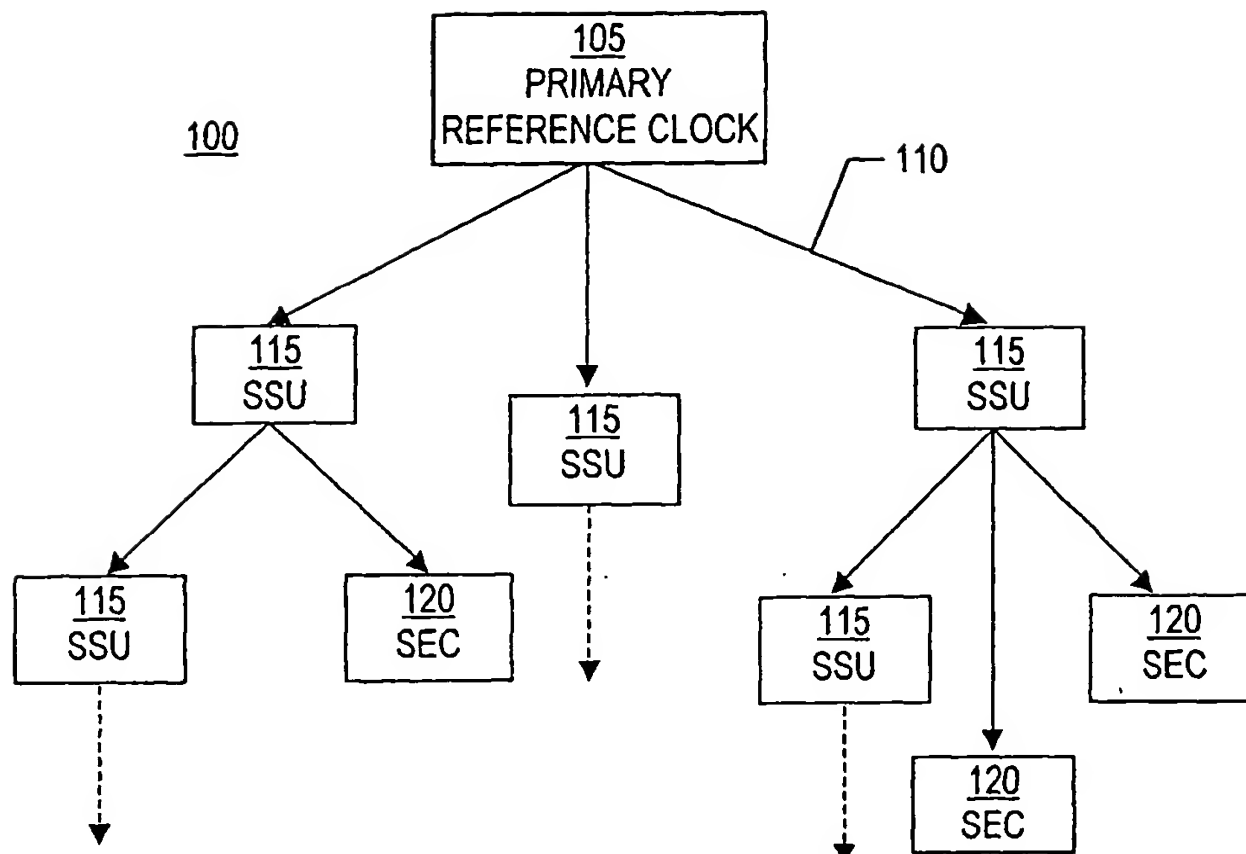 105
PRIMARY
REFERENCE CLOCK
100
110
115
SSU
115
SSU
115
SSU
115
SSU
120
SEC
115
SSU
120
SEC
120
SEC